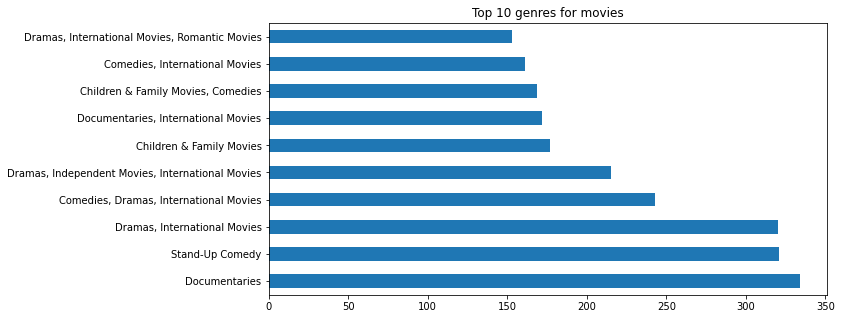 Top 10 genres for movies
Dramas, International Movies, Romantic Movies
Comedies, International Movies
Children & Family Movies, Comedies
Documentaries, International Movies
Children & Family Movies
Dramas, Independent Movies, International Movies
Comedies, Dramas, International Movies
Dramas, International Movies
Stand-Up Comedy
Documentaries
0 50 100 150 200 250 300 350